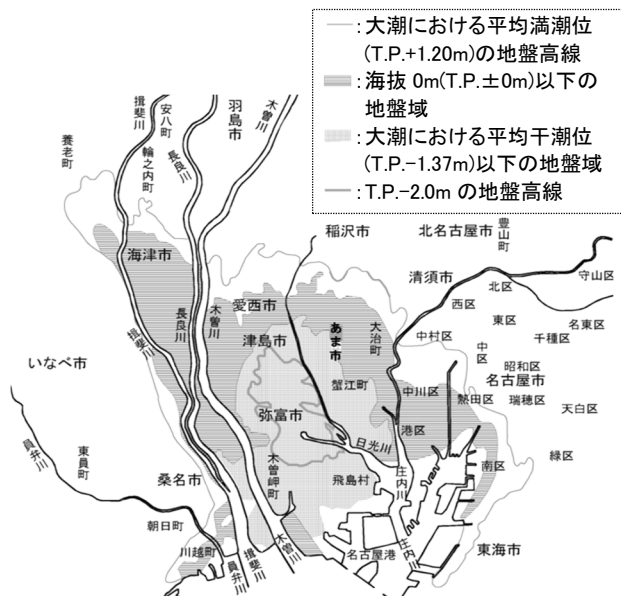 ：大潮における平均満潮位
(T.P.+1.20m)の地盤高線
：海抜 0m(T.P.±0m)以下の
地盤域
：大潮における平均干潮位
(T.P.−1.37m)以下の地盤域
：T.P.−2.0m の地盤高線
揖斐川
安八町
羽島市
木曽川
養老町
輪之内町
長良川
稲沢市
北名古屋市
豊山町
海津市
清須市
守山区
北区
愛西市
西区
長良川
木曽川
あま市
大治町
東区
名東区
津島市
中村区
千種区
揖斐川
中区
いなべ市
昭和区
蟹江町
名古屋市
中川区
熱田区
瑞穂区
弥富市
天白区
港区
員弁川
東員町
日光川
緑区
桑名市
木曽岬町
飛島村
庄内川
南区
朝日町
川越町
名古屋港
庄内川
東海市
員弁川
揖斐川
木曽川